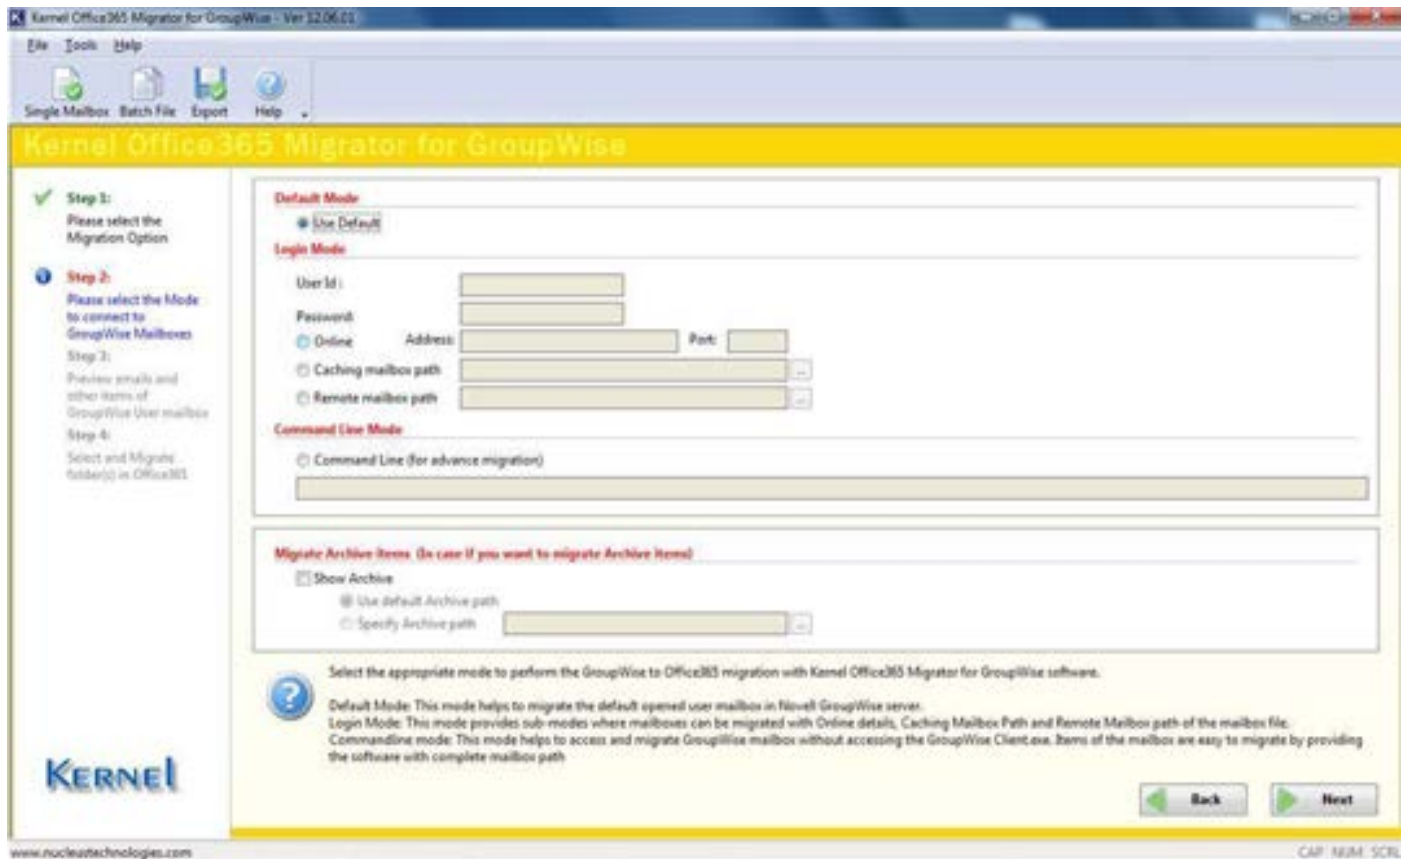 Kernel Office365 Migrator for GroupWise - Ver 12.06.01
File Tools Help
Single Mailbox Batch File Export Help
Kernel Office365 Migrator for GroupWise
Step 1:
Please select the
Migration Option
Step 2:
Please select the Mode
to connect to
GroupWise Mailboxes
Step 3:
Preview emails and
other items of
GroupWise User mailbox
Step 4:
Select and Migrate
folder(s) in Office365
KERNEl
Default Mode
Use Default
Login Mode
User Id :
Password:
Online Address: Port:
Caching mailbox path ...
Remote mailbox path ...
Command Line Mode
Command Line (for advance migration)
Migrate Archive Items (In case if you want to migrate Archive Items)
Show Archive
Use default Archive path
Specify Archive path ...
Select the appropriate mode to perform the GroupWise to Office365 migration with Kernel Office365 Migrator for GroupWise software.
Default Mode: This mode helps to migrate the default opened user mailbox in Novell GroupWise server.
Login Mode: This mode provides sub-modes where mailboxes can be migrated with Online details, Caching Mailbox Path and Remote Mailbox path of the mailbox file.
Commandline mode: This mode helps to access and migrate GroupWise mailbox without accessing the GroupWise Client.exe. Items of the mailbox are easy to migrate by providing
the software with complete mailbox path
Back Next
www.nucleustechnologies.com
CAP NUM SCRL